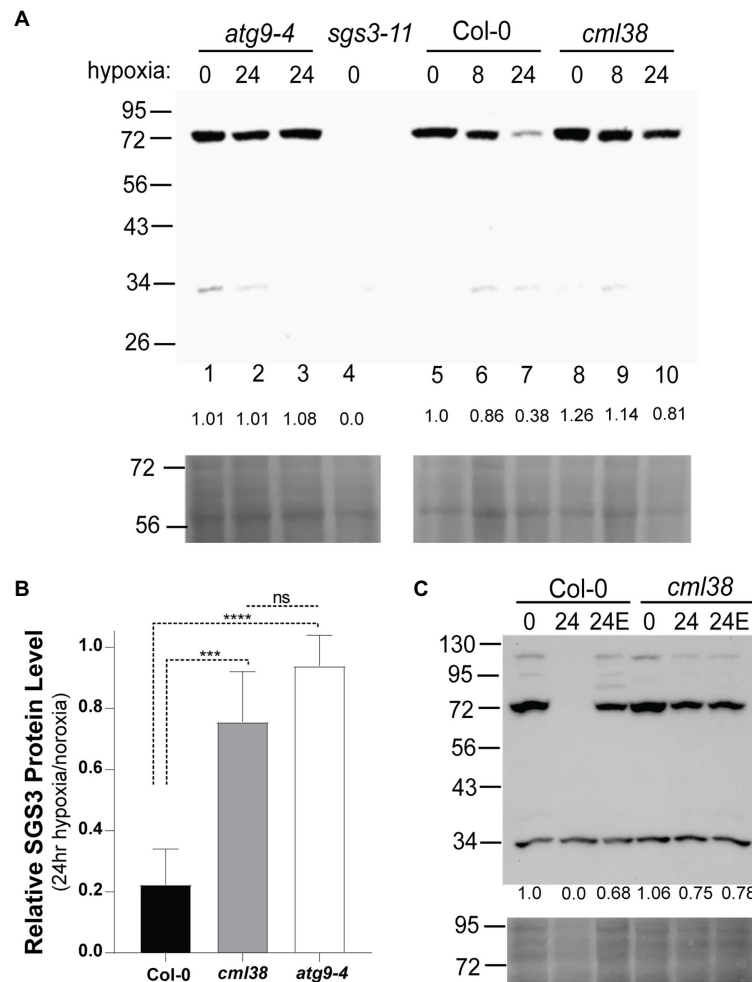 A
atg9-4 sgs3-11 Col-0 cml38
hypoxia: 0 24 24 0 0 8 24 0 8 24
95
72
56
43
34
26
1 2 3 4 5 6 7 8 9 10
1.01 1.01 1.08 0.0 1.0 0.86 0.38 1.26 1.14 0.81
72
56
B
Relative SGS3 Protein Level
(24hr hypoxia/noroxia)
1.0
0.8
0.6
0.4
0.2
0.0
ns
****
***
Col-0 cml38 atg9-4
C
Col-0 cml38
0 24 24E 0 24 24E
130
95
72
56
43
34
1.0 0.0 0.68 1.06 0.75 0.78
95
72